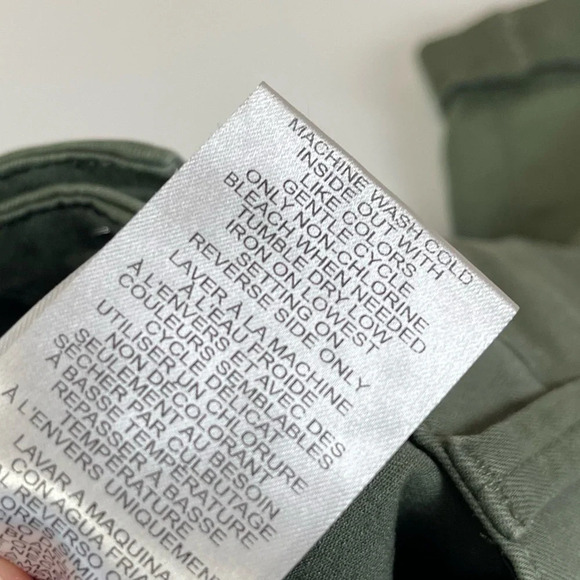 MACHINE WASH COLD
INSIDE OUT WITH
LIKE COLORS
GENTLE CYCLE
ONLY NON-CHLORINE
BLEACH WHEN NEEDED
TUMBLE DRY LOW
IRON ON LOWEST
SETTING ON
REVERSE SIDE ONLY
LAVER A LA MACHINE
A L'EAU FROIDE
À L'ENVERS ET AVEC DES
COULEURS SEMBLABLES
CYCLE DELICAT
UTILISER UN CHLORURE
NON DECOLORANT
SEULEMENT AU BESOIN
SECHER PAR CULBUTAGE
À BASSE TEMPERATURE
REPASSER A BASSE
TEMPERATURE
À L'ENVERS UNIQUEMENT
LAVAR A MAQUINA
CON AGUA FRIA
AL REVERSO